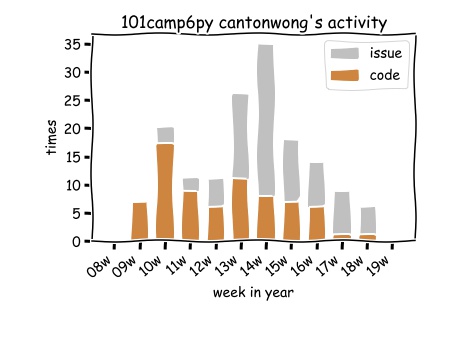 101camp6py cantonwong's activity
issue
code
times
35
30
25
20
15
10
5
0
08w
09w
10w
11w
12w
13w
14w
15w
16w
17w
18w
19w
week in year